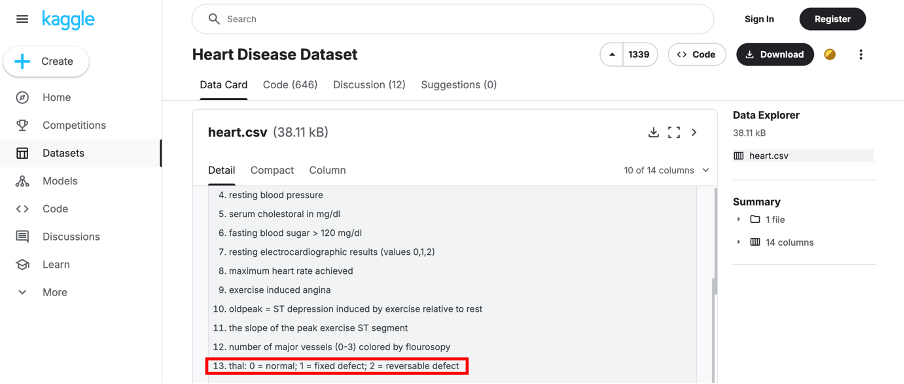 kaggle
Search
Sign In
Register
Create
Home
Competitions
Datasets
Models
Code
Discussions
Learn
More
Heart Disease Dataset
1339
<> Code
Download
Data Card
Code (646)
Discussion (12)
Suggestions (0)
heart.csv (38.11 kB)
Detail
Compact
Column
10 of 14 columns
4. resting blood pressure
5. serum cholestoral in mg/dl
6. fasting blood sugar > 120 mg/dl
7. resting electrocardiographic results (values 0,1,2)
8. maximum heart rate achieved
9. exercise induced angina
10. oldpeak = ST depression induced by exercise relative to rest
11. the slope of the peak exercise ST segment
12. number of major vessels (0-3) colored by flourosopy
13. thal: 0 = normal; 1 = fixed defect; 2 = reversable defect
Data Explorer
38.11 kB
heart.csv
Summary
1 file
14 columns